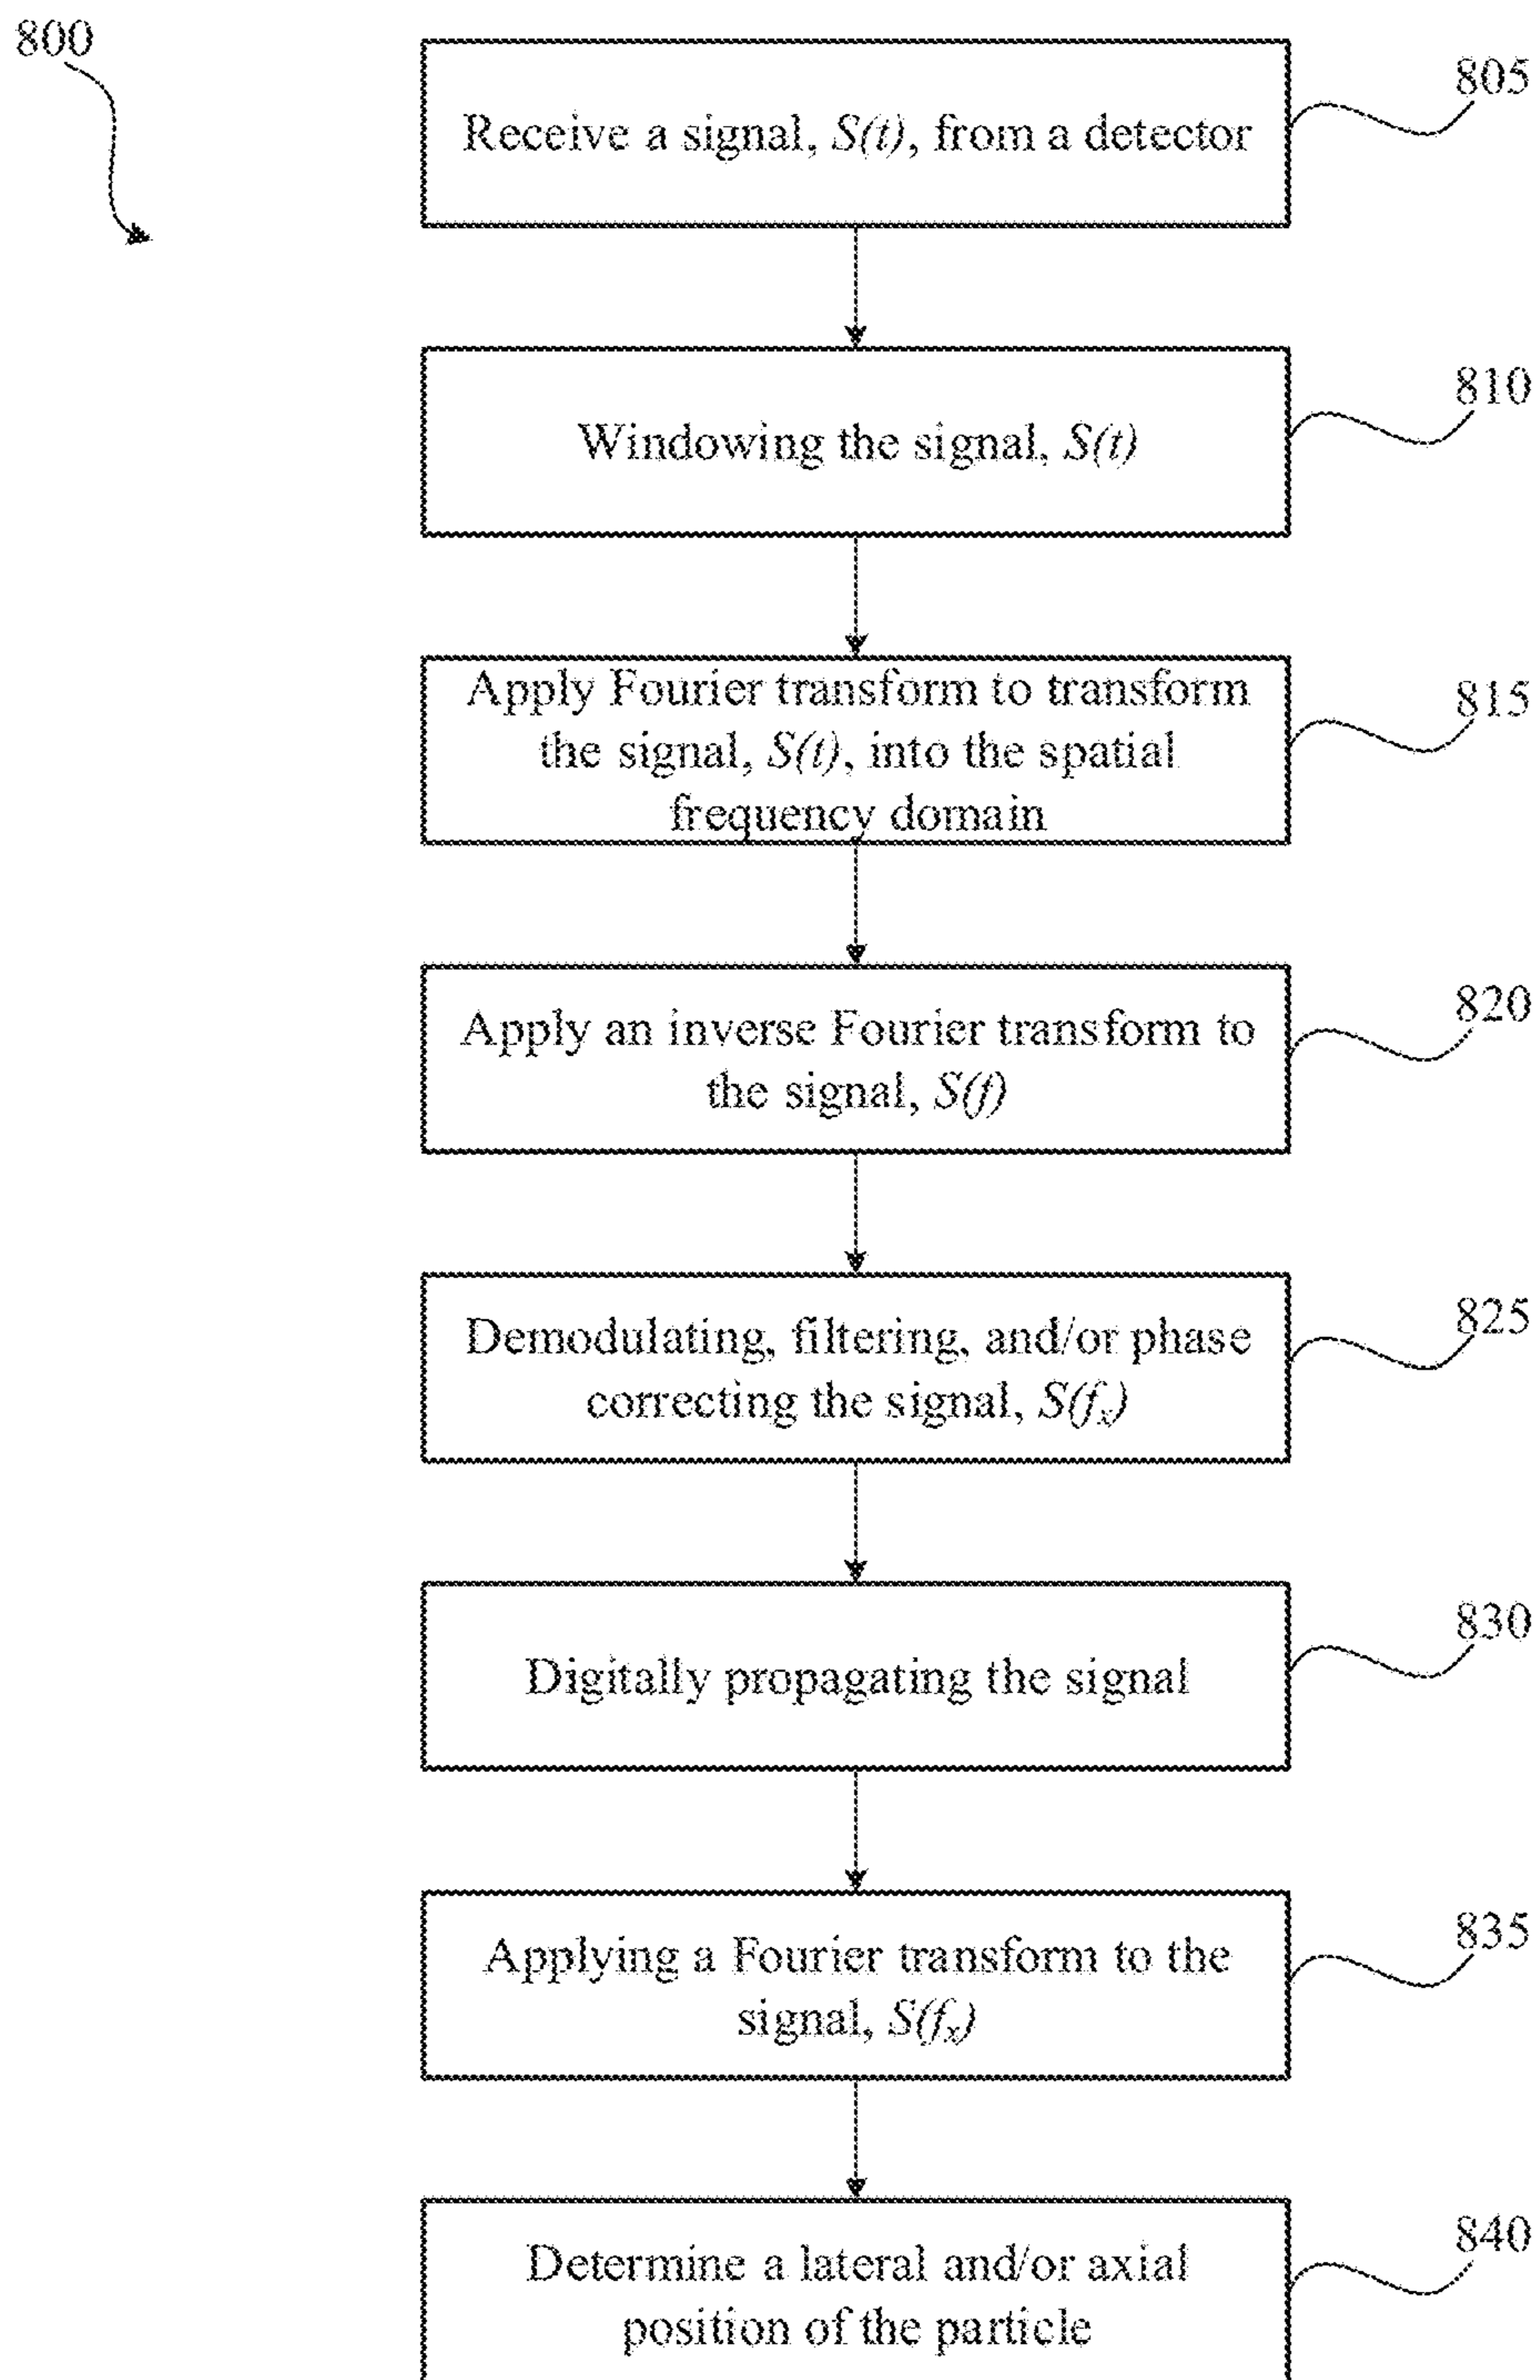 800
Receive a signal, S(t), from a detector
805
Windowing the signal, S(t)
810
Apply Fourier transform to transform
the signal, S(t), into the spatial
frequency domain
815
Apply an inverse Fourier transform to
the signal, S(f)
820
Demodulating, filtering, and/or phase
correcting the signal, S(fx)
825
Digitally propagating the signal
830
Applying a Fourier transform to the
signal, S(fx)
835
Determine a lateral and/or axial
position of the particle
840